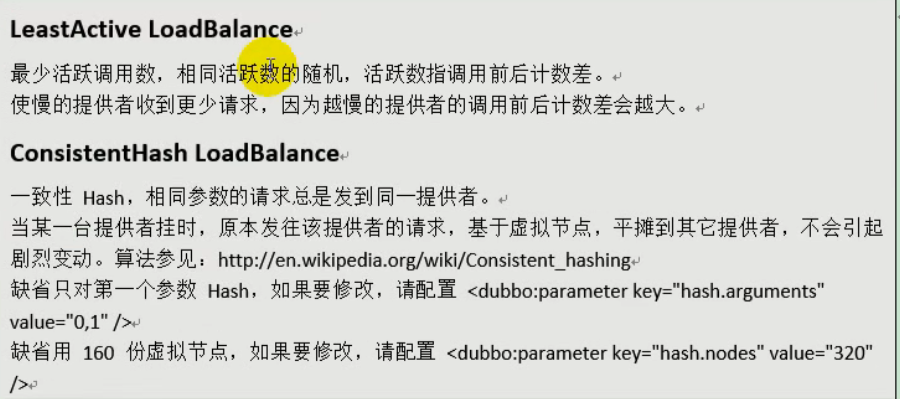 LeastActive LoadBalance
最少活跃调用数，相同活跃数的随机，活跃数指调用前后计数差。
使慢的提供者收到更少请求，因为越慢的提供者的调用前后计数差会越大。
ConsistentHash LoadBalance
一致性 Hash，相同参数的请求总是发到同一提供者。
当某一台提供者挂时，原本发往该提供者的请求，基于虚拟节点，平摊到其它提供者，不会引起
剧烈变动。算法参见：http://en.wikipedia.org/wiki/Consistent_hashing
缺省只对第一个参数 Hash，如果要修改，请配置 <dubbo:parameter key="hash.arguments"
value="0,1" />
缺省用 160 份虚拟节点，如果要修改，请配置 <dubbo:parameter key="hash.nodes" value="320"
/>